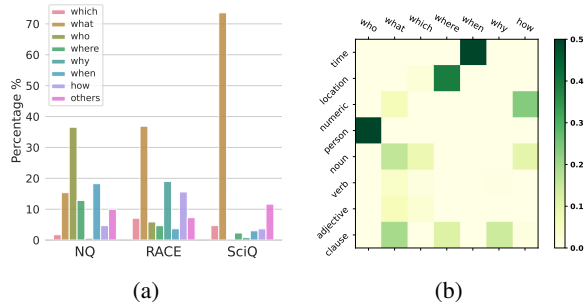 which
what
who
where
why
when
how
others
Percentage %
70
60
50
40
30
20
10
0
NQ
RACE
SciQ
(a)
who
what
which
where
when
why
how
time
location
numeric
person
noun
verb
adjective
clause
0.5
0.4
0.3
0.2
0.1
0.0
(b)